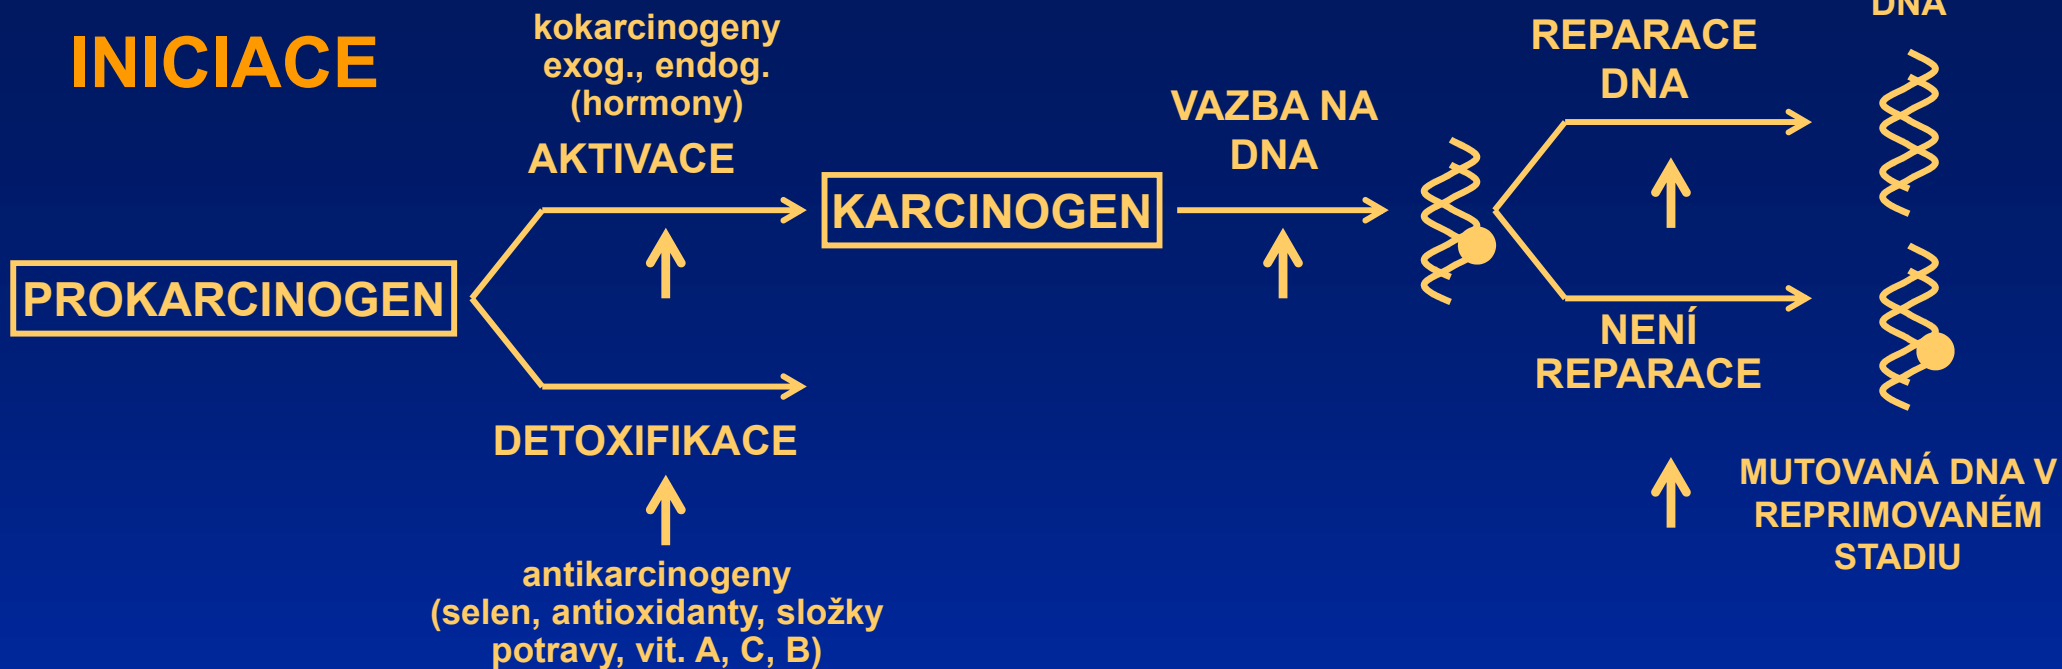 INICIACE
kokarcinogeny
exog., endog.
(hormony)
AKTIVACE
PROKARCINOGEN
KARCINOGEN
DETOXIFIKACE
antikarcinogeny
(selen, antioxidanty, složky
potravy, vit. A, C, B)
VAZBA NA
DNA
REPARACE
DNA
DNA
NENÍ
REPARACE
MUTOVANÁ DNA V
REPRIMOVANÉM
STADIU